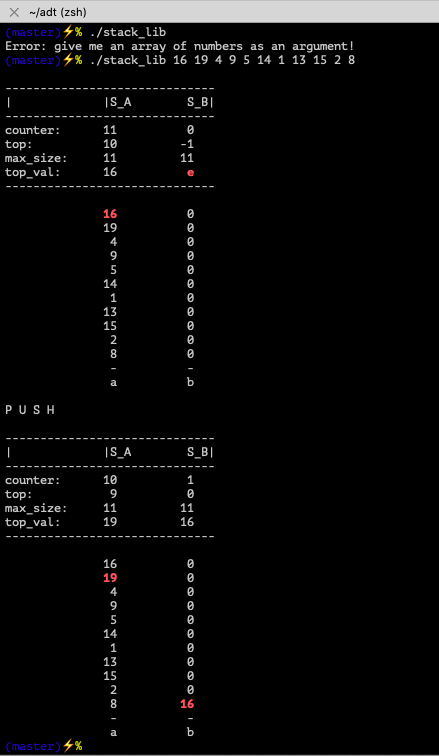 ~/adt (zsh)
(master)⚡% ./stack_lib
Error: give me an array of numbers as an argument!
(master)⚡% ./stack_lib 16 19 4 9 5 14 1 13 15 2 8
------------------------------
|             |S_A        S_B|
------------------------------
counter:      11          0
top:          10         -1
max_size:     11         11
top_val:      16          e
------------------------------
              16          0
              19          0
               4          0
               9          0
               5          0
              14          0
               1          0
              13          0
              15          0
               2          0
               8          0
               -          -
               a          b
P U S H
------------------------------
|             |S_A        S_B|
------------------------------
counter:      10          1
top:           9          0
max_size:     11         11
top_val:      19         16
------------------------------
              16          0
              19          0
               4          0
               9          0
               5          0
              14          0
               1          0
              13          0
              15          0
               2          0
               8         16
               -          -
               a          b
(master)⚡%